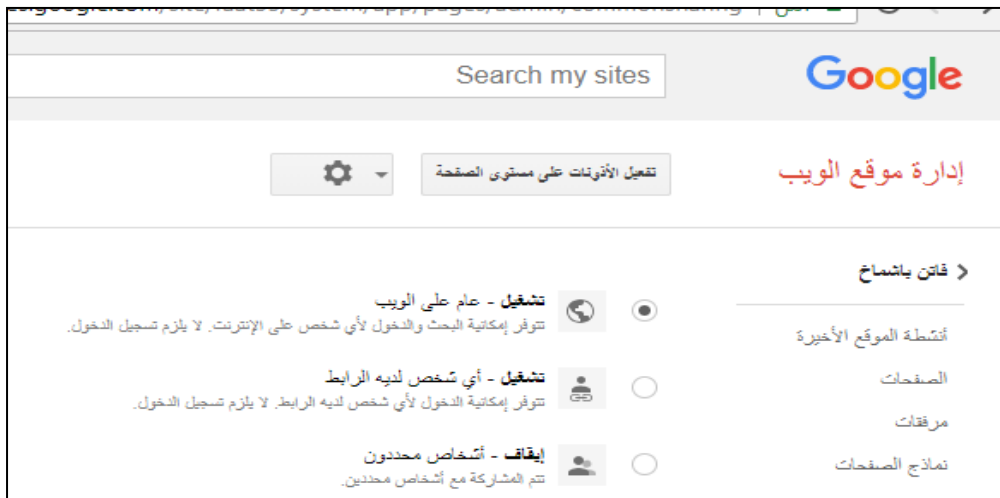 Search my sites
Google
إدارة موقع الويب
تفعيل الأذونات على مستوى الصفحة
فاتن باشماخ
أنشطة الموقع الأخيرة
الصفحات
مرفقات
نماذج الصفحات
تشغيل - عام على الويب
تتوفر إمكانية البحث والدخول لأي شخص على الإنترنت. لا يلزم تسجيل الدخول.
تشغيل - أي شخص لديه الرابط
تتوفر إمكانية الدخول لأي شخص لديه الرابط. لا يلزم تسجيل الدخول.
إيقاف - أشخاص محددون
تتم المشاركة مع أشخاص محددين.